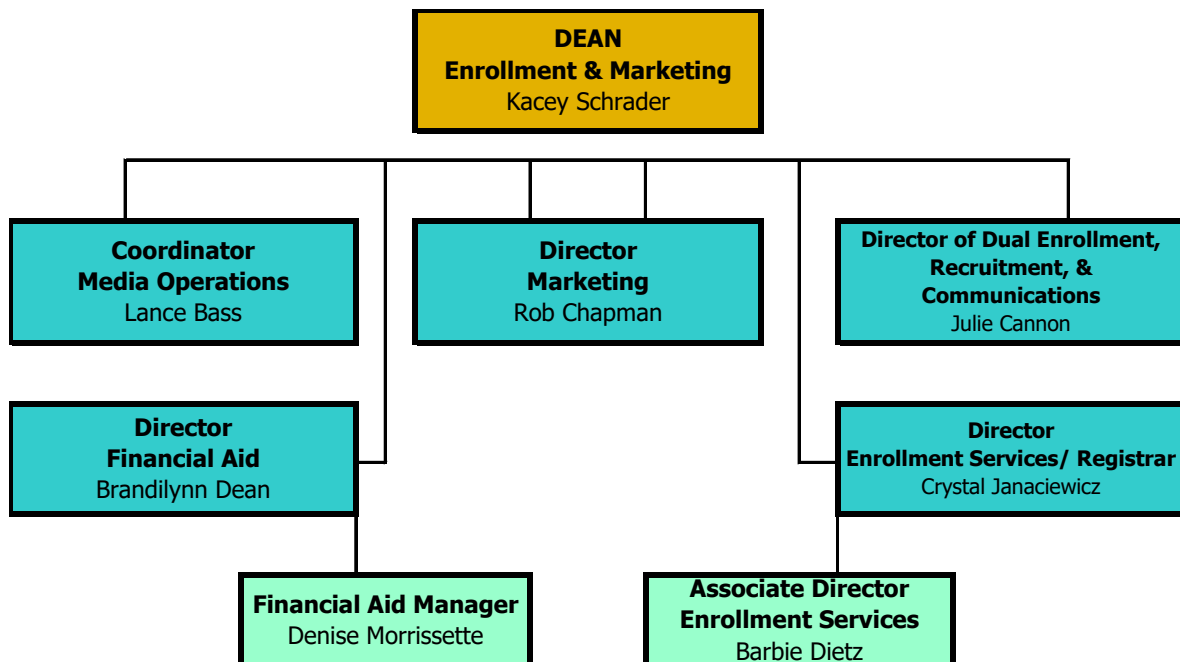 DEAN
Enrollment & Marketing
Kacey Schrader
Coordinator
Media Operations
Lance Bass
Director
Marketing
Rob Chapman
Director of Dual Enrollment,
Recruitment, &
Communications
Julie Cannon
Director
Financial Aid
Brandilynn Dean
Director
Enrollment Services/ Registrar
Crystal Janaciewicz
Financial Aid Manager
Denise Morrissette
Associate Director
Enrollment Services
Barbie Dietz